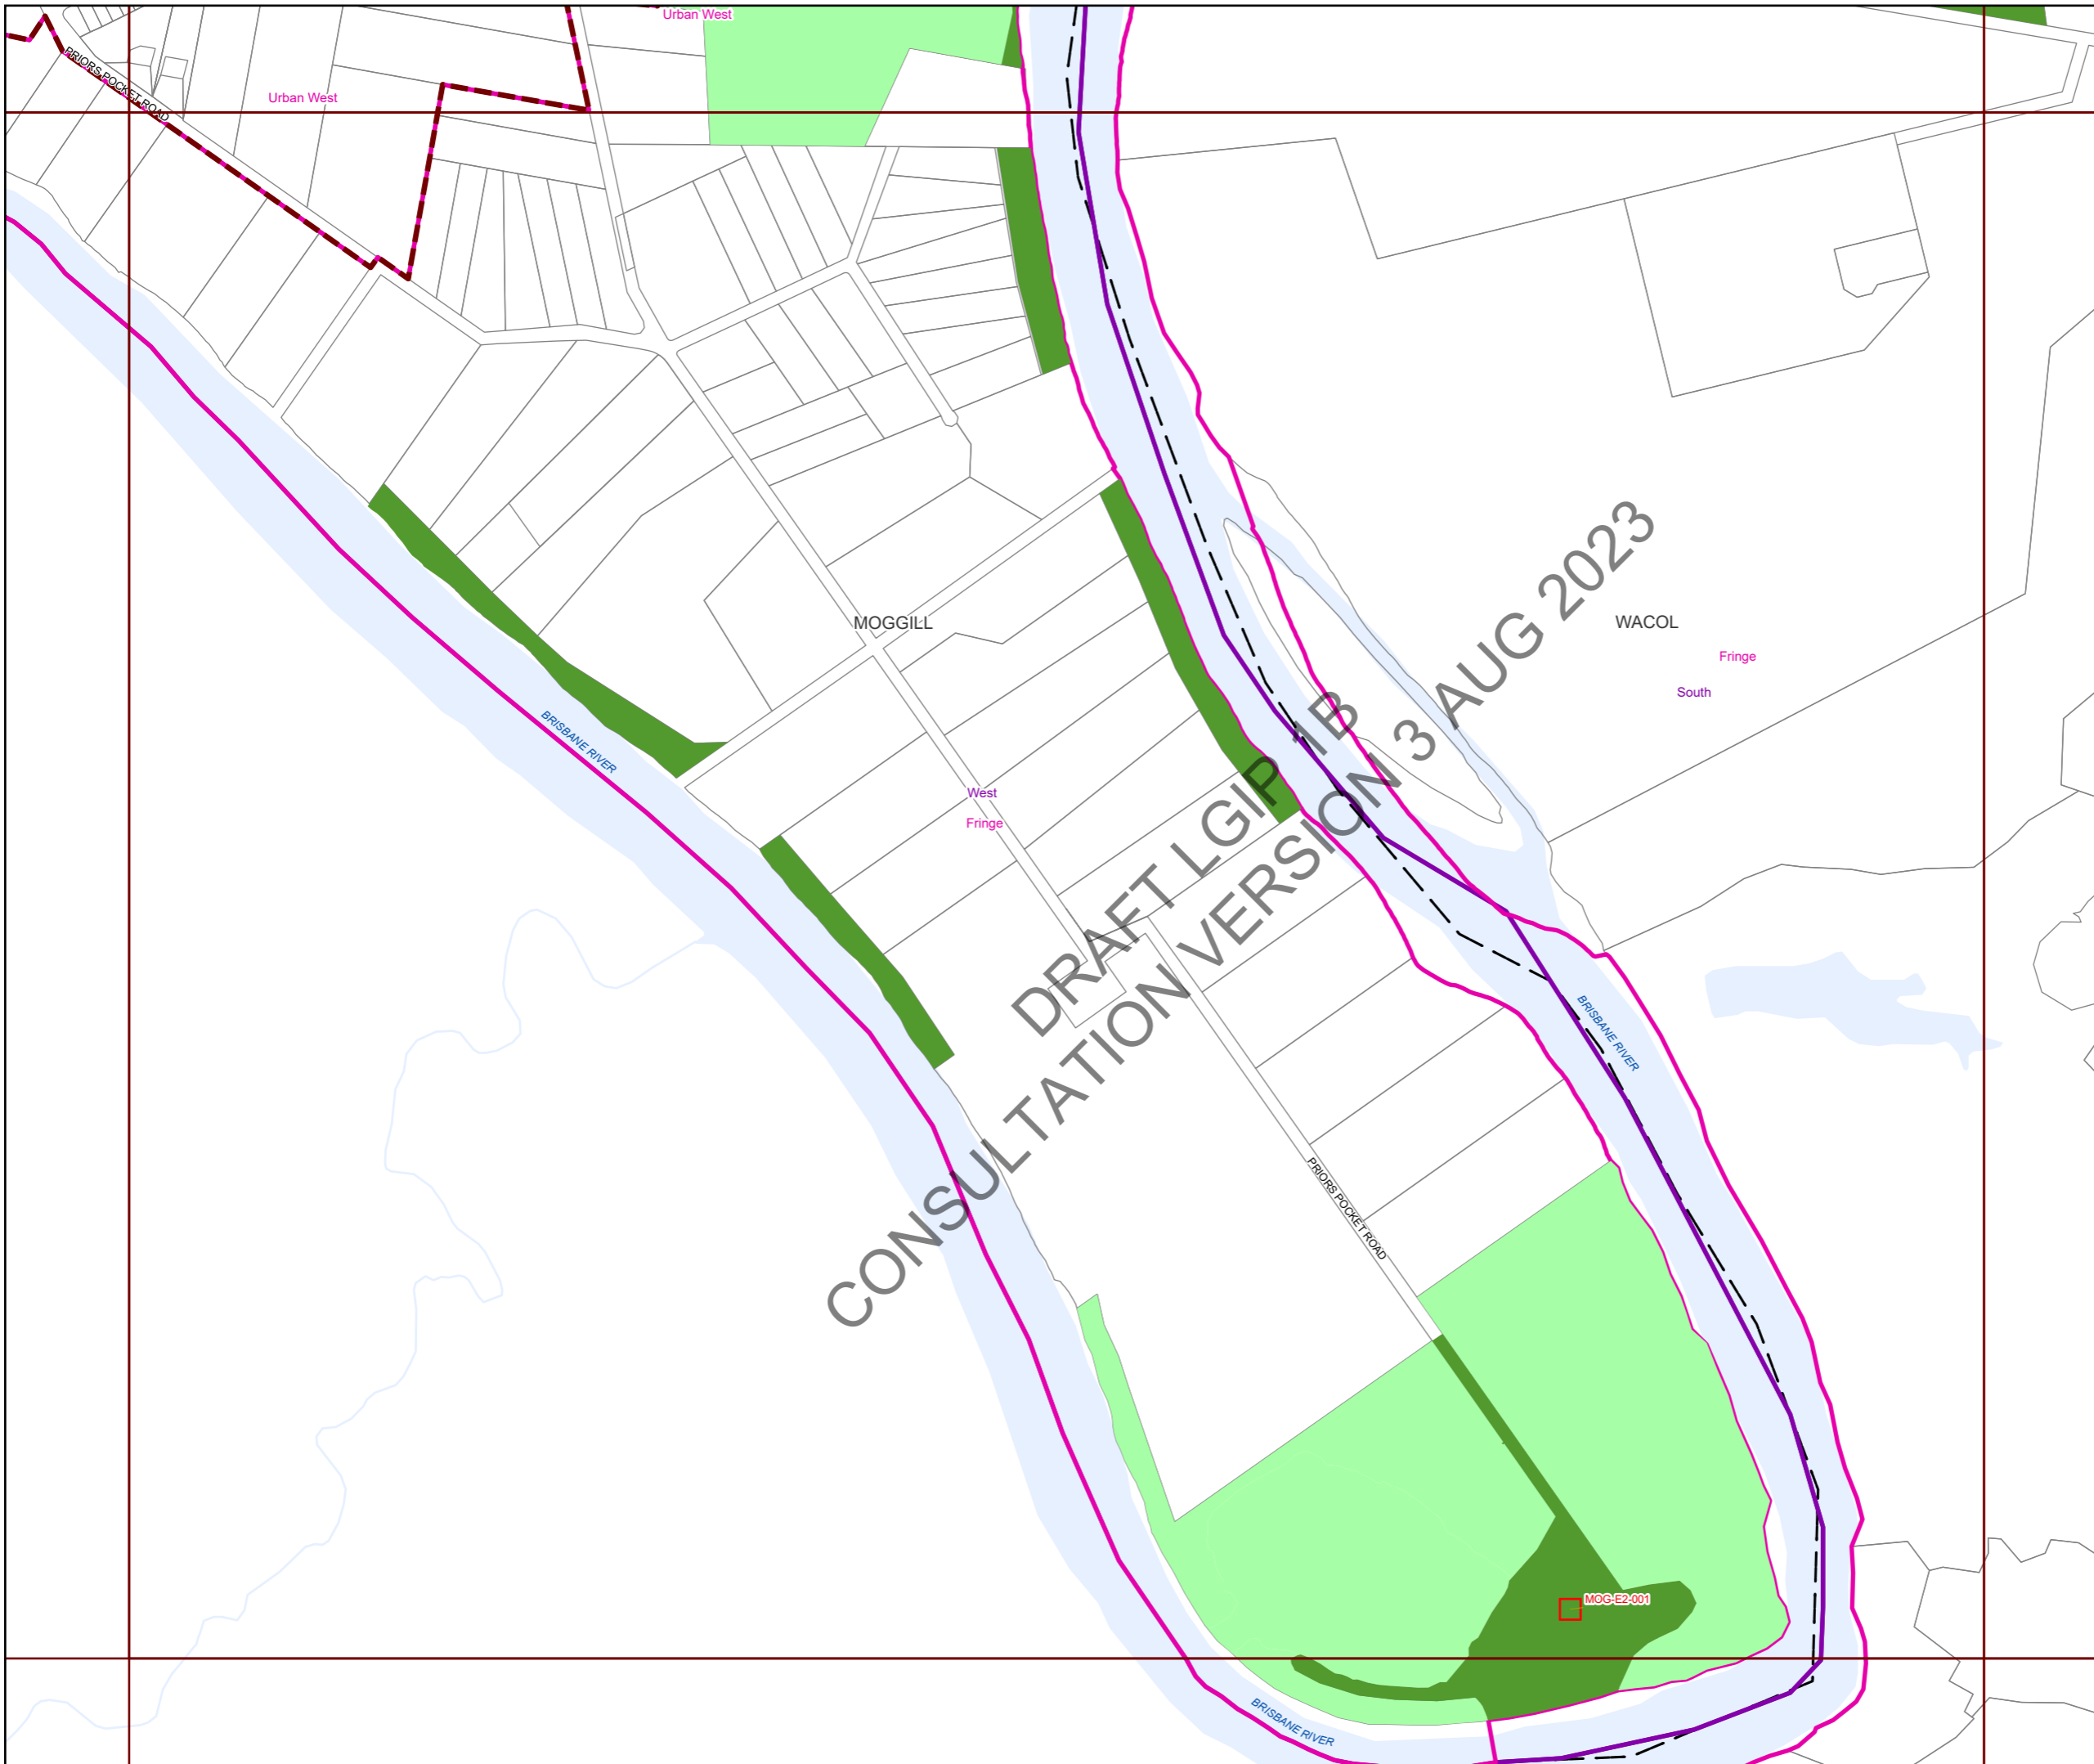 Urban West
PRIORS POCKET ROAD
Urban West
MOGGILL
WACOL
Fringe
South
BRISBANE RIVER
West
Fringe
DRAFT LGIP IIB
CONSULTATION VERSION 3 AUG 2023
BRISBANE RIVER
PRIORS POCKET ROAD
MOG-E2-001
BRISBANE RIVER